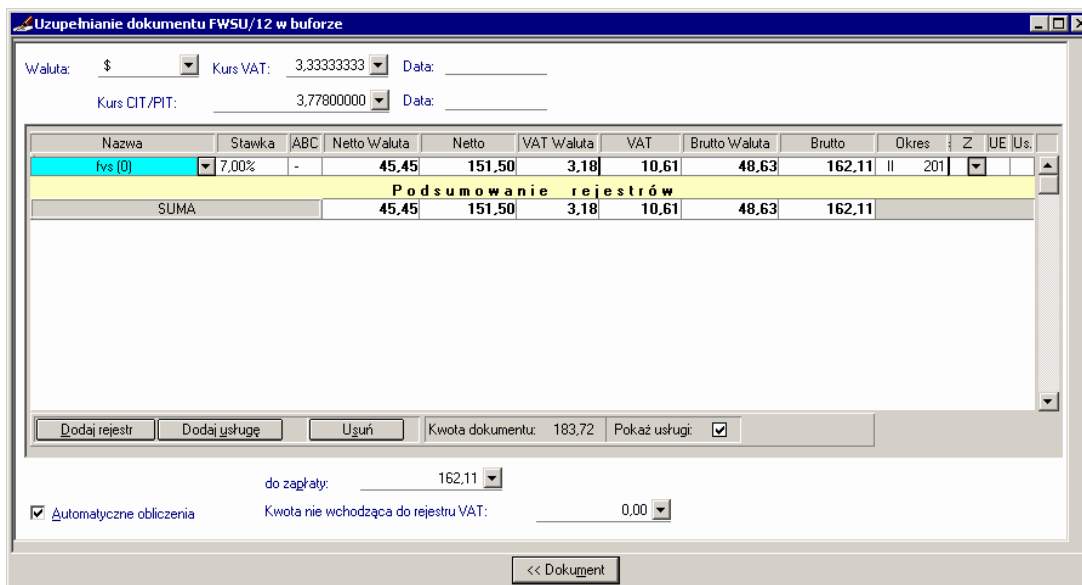 Uzupełnianie dokumentu FWSU/12 w buforze
Waluta: $ Kurs VAT: 3,33333333 Data:
Kurs CIT/PIT: 3,77800000 Data:
Nazwa Stawka ABC Netto Waluta Netto VAT Waluta VAT Brutto Waluta Brutto Okres : Z UE Us.
fvs (0) 7,00% - 45,45 151,50 3,18 10,61 48,63 162,11 II 201
Podsumowanie rejestrów
SUMA 45,45 151,50 3,18 10,61 48,63 162,11
Dodaj rejestr Dodaj usługę Usuń Kwota dokumentu: 183,72 Pokaż usługi:
do zapłaty: 162,11
Automatyczne obliczenia Kwota nie wchodząca do rejestru VAT: 0,00
<< Dokument